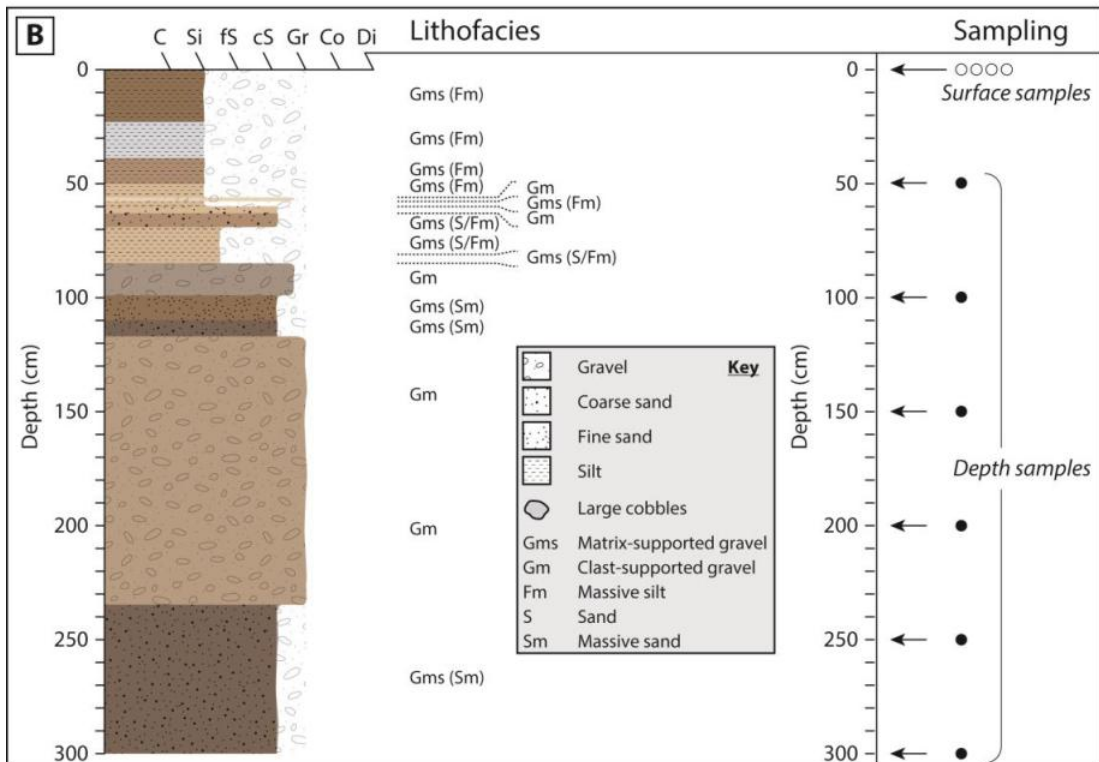 B
C Si fS cS Gr Co Di
Lithofacies
Sampling
Depth (cm)
0
50
100
150
200
250
300
Gms (Fm)
Gms (Fm)
Gms (Fm)
Gms (Fm)
Gm
Gms (Fm)
Gm
Gms (S/Fm)
Gms (S/Fm)
Gms (S/Fm)
Gm
Gms (Sm)
Gms (Sm)
Gm
Gm
Gms (Sm)
Key
Gravel
Coarse sand
Fine sand
Silt
Large cobbles
Gms Matrix-supported gravel
Gm Clast-supported gravel
Fm Massive silt
S Sand
Sm Massive sand
Depth (cm)
0
50
100
150
200
250
300
Surface samples
Depth samples